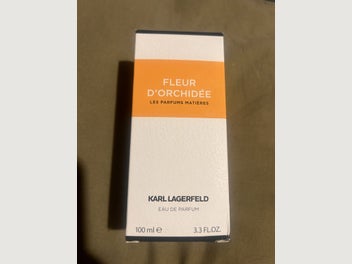 FLEUR
D'ORCHIDÉE
LES PARFUMS MATIÈRES
KARL LAGERFELD
EAU DE PARFUM
100 ml ℮ 3.3 FL.OZ.